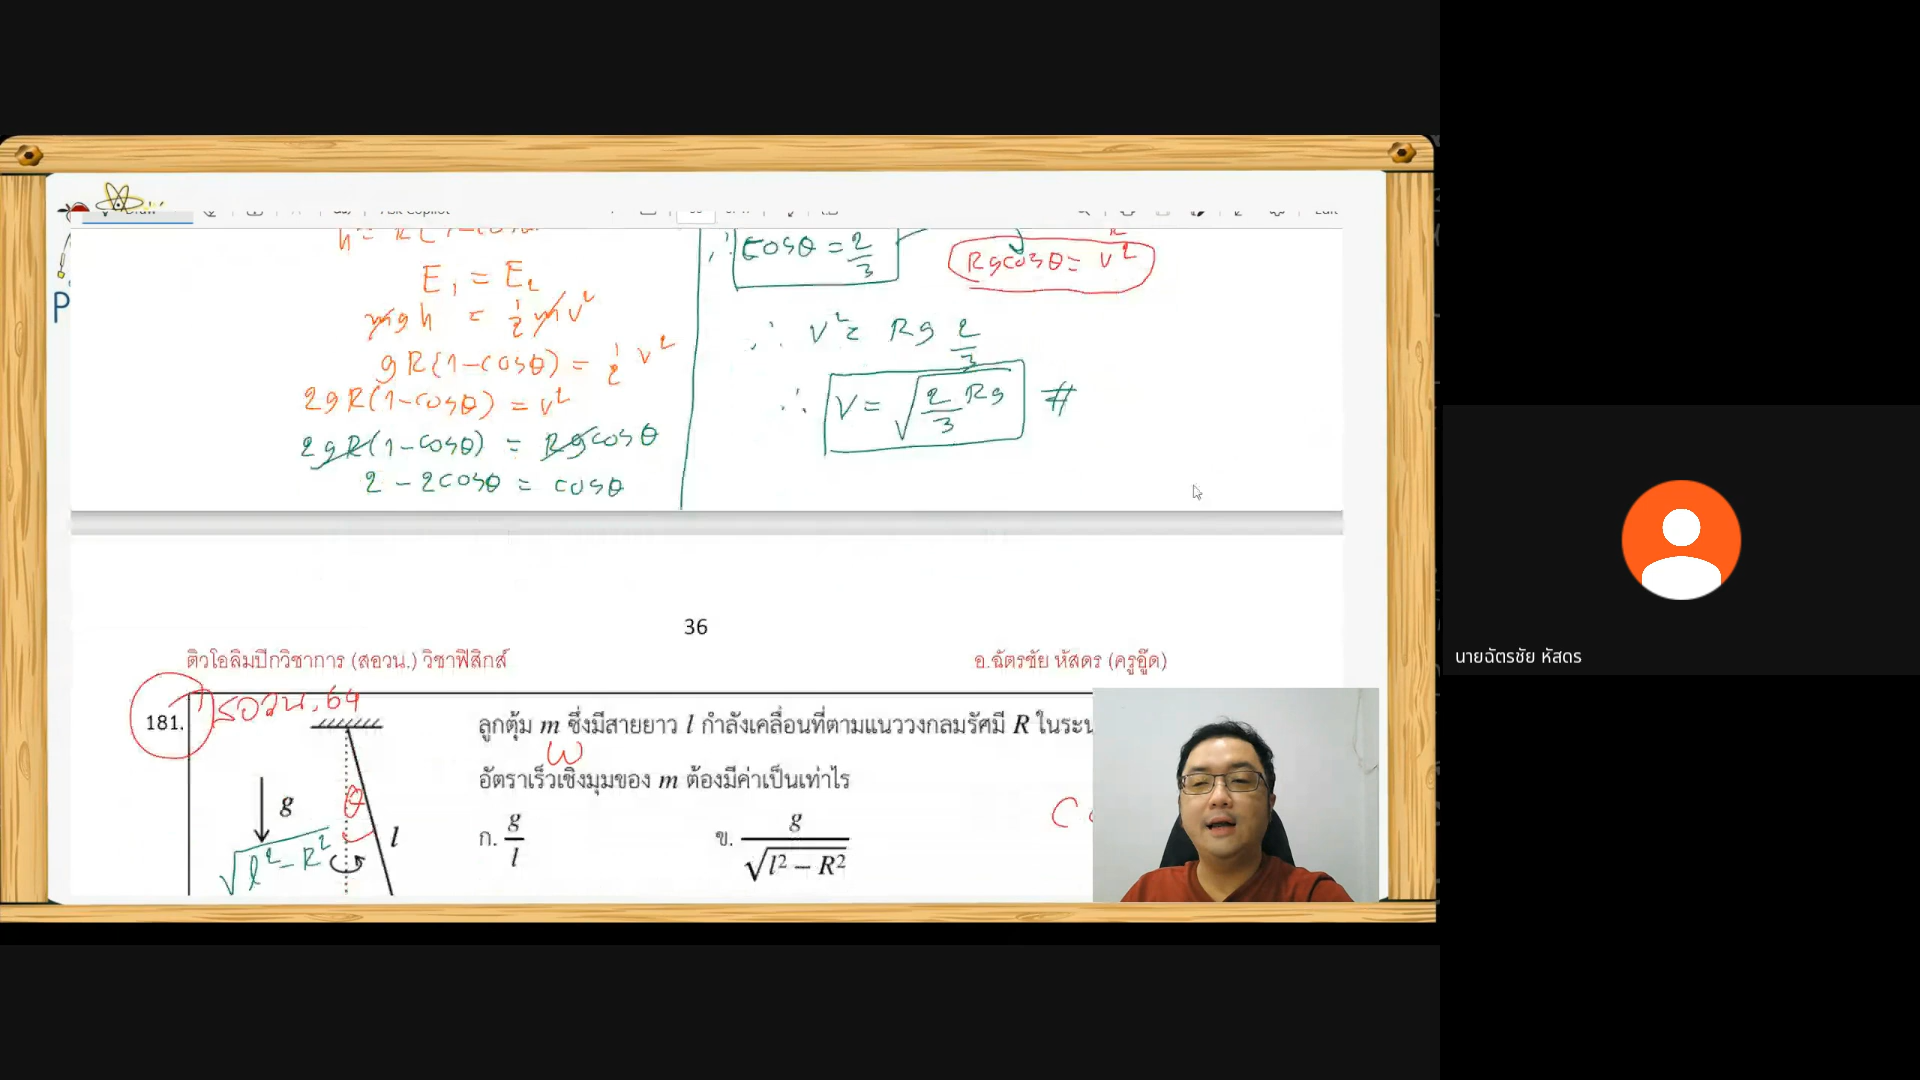 E₁ = E₂
mgh = 1/2 mv²
gR(1-cosθ) = 1/2 v²
2gR(1-cosθ) = v²
2gR(1-cosθ) = Rgcosθ
2 - 2cosθ = cosθ
∴ cosθ = 2/3
Rgcosθ = v²
∴ v² = Rg 2/3
∴ V = √(2/3 Rg) #
36
ติวโอลิมปิกวิชาการ (สอวน.) วิชาฟิสิกส์
อ.ฉัตรชัย หัสดร (ครูอู๊ด)
181.
สอวน. 64
ลูกตุ้ม m ซึ่งมีสายยาว l กำลังเคลื่อนที่ตามแนววงกลมรัศมี R ในระน
ω
อัตราเร็วเชิงมุมของ m ต้องมีค่าเป็นเท่าไร
g
θ
l
√(l² - R²)
ก. g/l
ข. g/√(l² – R²)
นายฉัตรชัย หัสดร